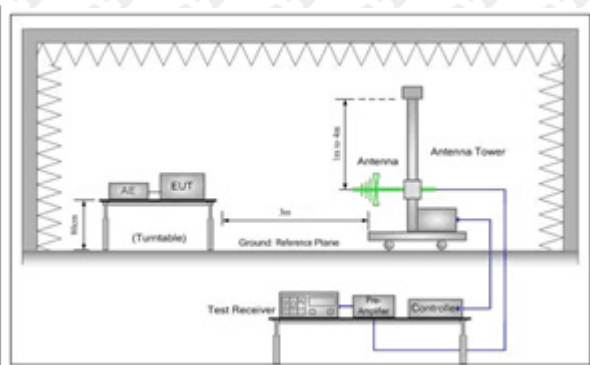 1m to 4m
Antenna
Antenna Tower
AE
EUT
80cm
(Turntable)
3m
Ground Reference Plane
Test Receiver
Pre-
Amplifier
Controller